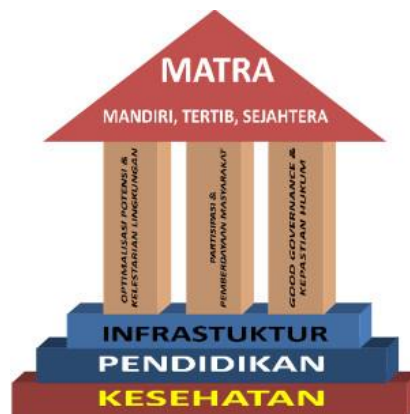 MATRA
MANDIRI, TERTIB, SEJAHTERA
OPTIMALISASI POTENSI &
KELESTARIAN LINGKUNGAN
PARTISIPASI &
PEMBERDAYAAN MASYARAKAT
GOOD GOVERNANCE &
KEPASTIAN HUKUM
INFRASTUKTUR
PENDIDIKAN
KESEHATAN